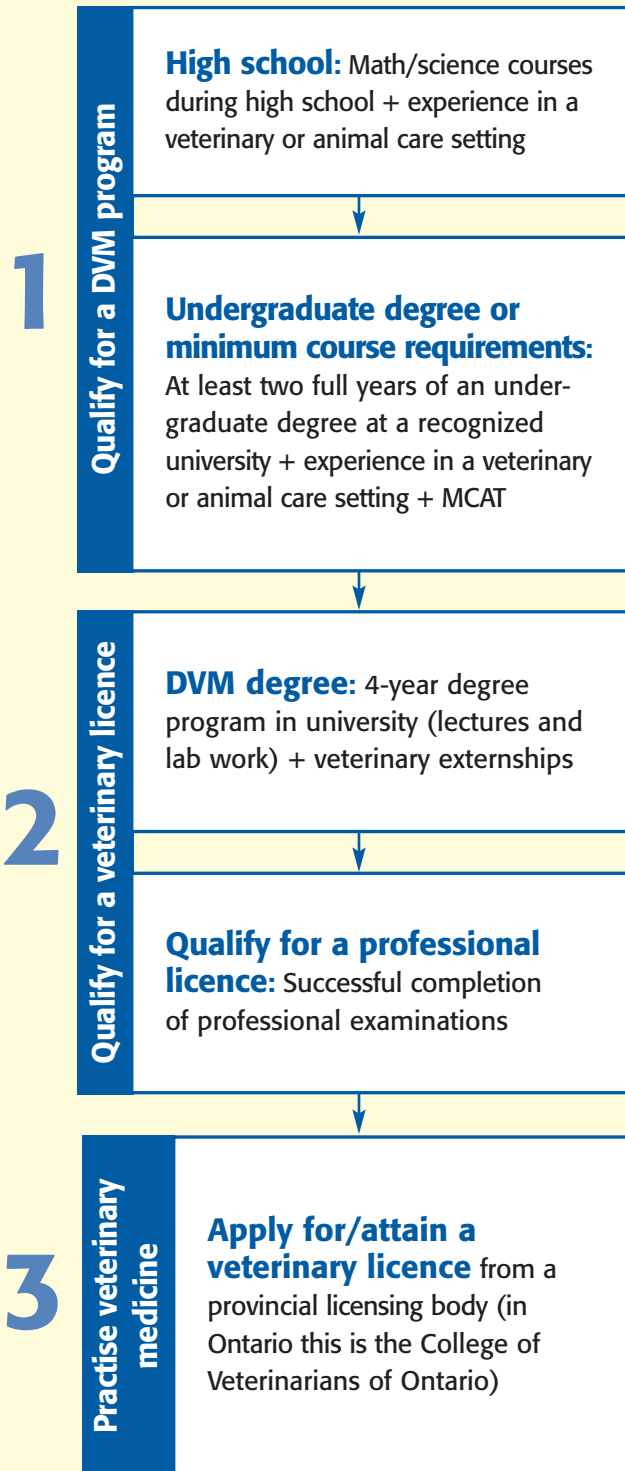 1
Qualify for a DVM program
High school: Math/science courses
during high school + experience in a
veterinary or animal care setting
Undergraduate degree or
minimum course requirements:
At least two full years of an under-
graduate degree at a recognized
university + experience in a veterinary
or animal care setting + MCAT
2
Qualify for a veterinary licence
DVM degree: 4-year degree
program in university (lectures and
lab work) + veterinary externships
Qualify for a professional
licence: Successful completion
of professional examinations
3
Practise veterinary
medicine
Apply for/attain a
veterinary licence from a
provincial licensing body (in
Ontario this is the College of
Veterinarians of Ontario)